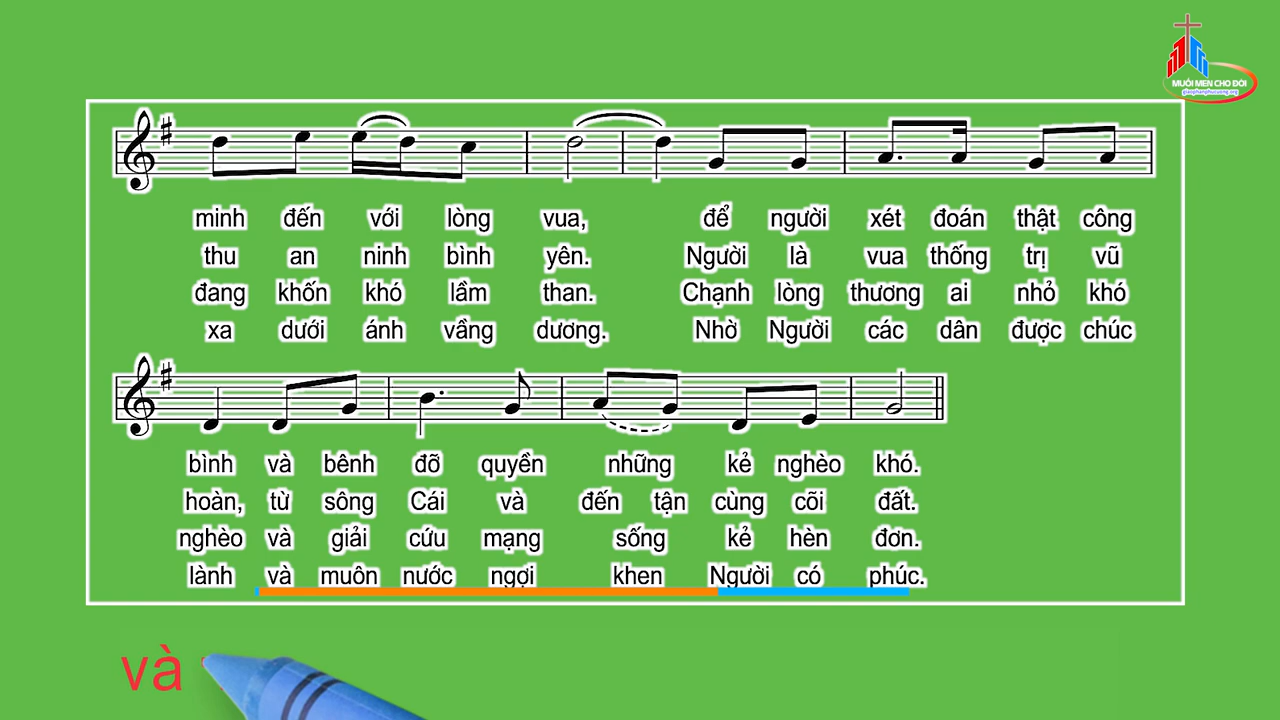 MUỐI MEN CHO ĐỜI
giaophanphucuong.org
minh đến với lòng vua, để người xét đoán thật công
thu an ninh bình yên. Người là vua thống trị vũ
đang khốn khó lầm than. Chạnh lòng thương ai nhỏ khó
xa dưới ánh vầng dương. Nhờ Người các dân được chúc
bình và bênh đỡ quyền những kẻ nghèo khó.
hoàn, từ sông Cái và đến tận cùng cõi đất.
nghèo và giải cứu mạng sống kẻ hèn đơn.
lành và muôn nước ngợi khen Người có phúc.
và